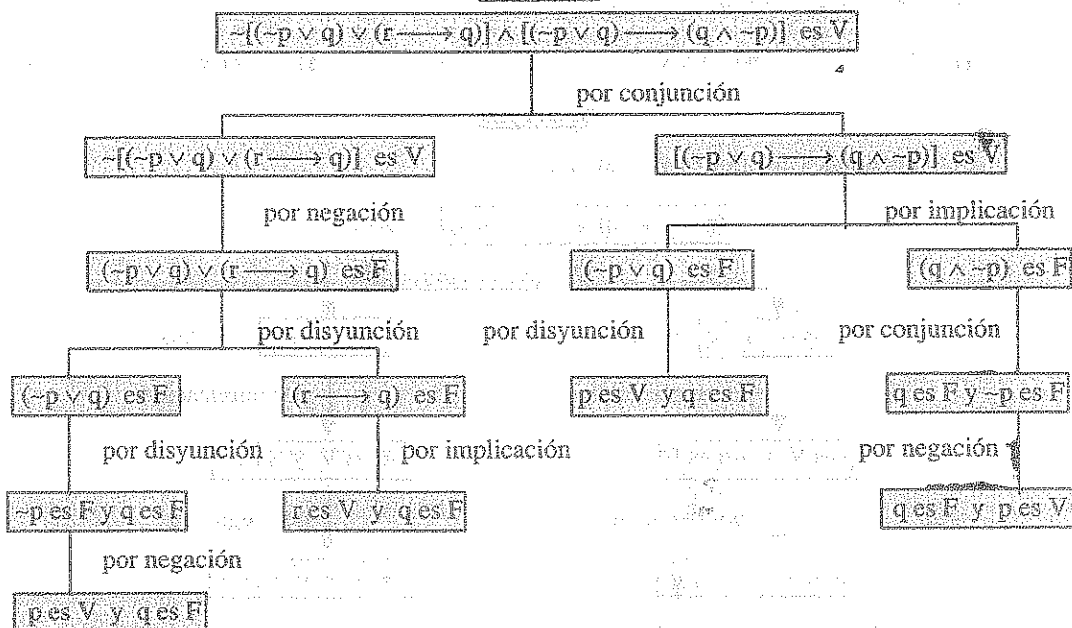 ~[(~p ∨ q) ∨ (r ⟶ q)] ∧ [(~p ∨ q) ⟶ (q ∧ ~p)] es V
por conjunción
~[(~p ∨ q) ∨ (r ⟶ q)] es V
[(~p ∨ q) ⟶ (q ∧ ~p)] es V
por negación
por implicación
(~p ∨ q) ∨ (r ⟶ q) es F
(~p ∨ q) es F
(q ∧ ~p) es F
por disyunción
por disyunción
por conjunción
(~p ∨ q) es F
(r ⟶ q) es F
p es V y q es F
q es F y ~p es F
por disyunción
por implicación
por negación
~p es F y q es F
r es V y q es F
q es F y p es V
por negación
p es V y q es F